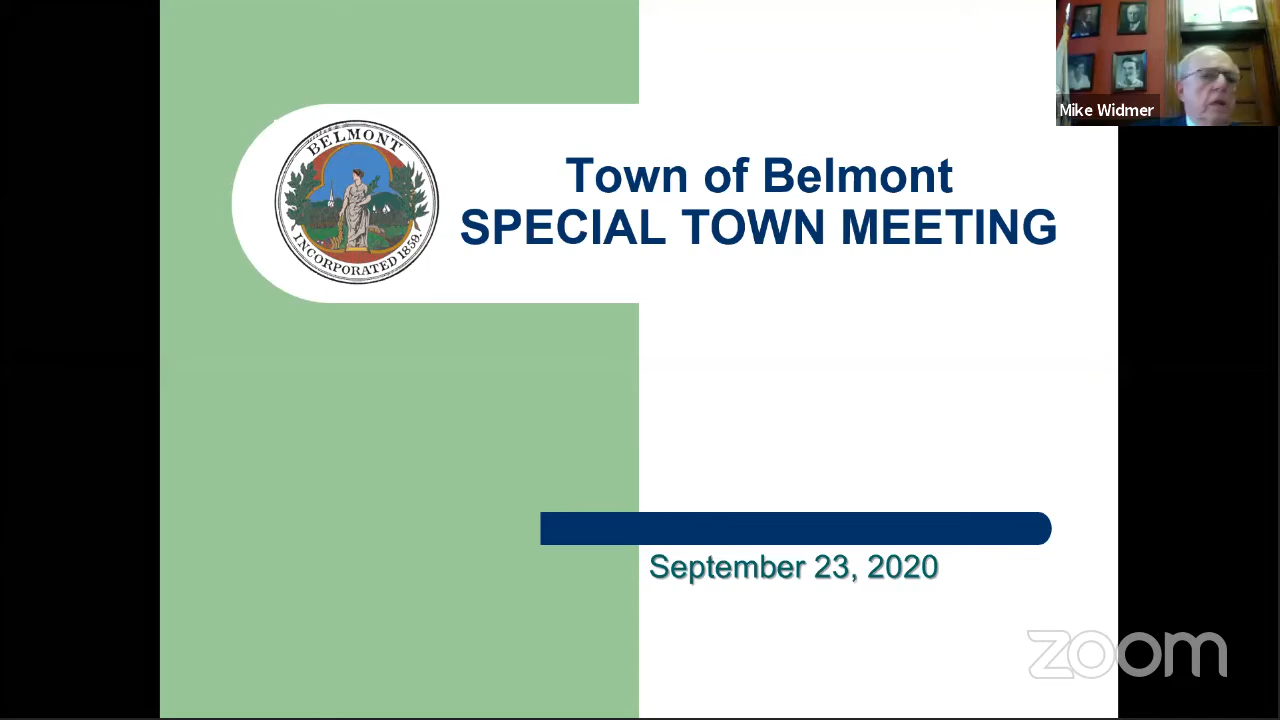 Mike Widmer
BELMONT
INCORPORATED 1859.
Town of Belmont
SPECIAL TOWN MEETING
September 23, 2020
zoom